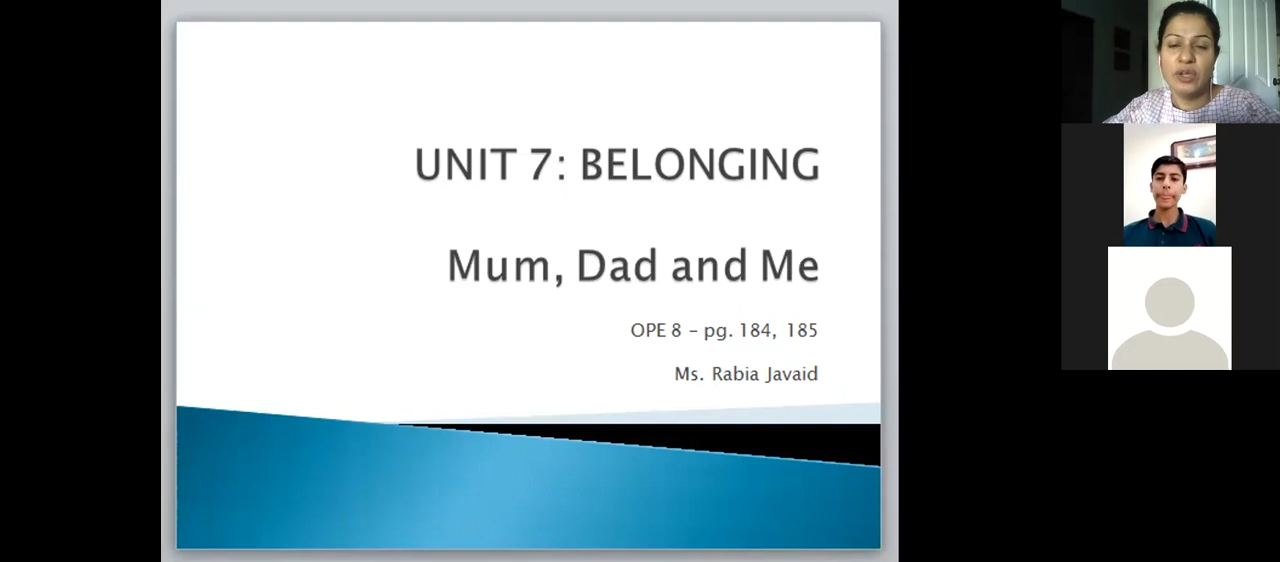 UNIT 7: BELONGING
Mum, Dad and Me
OPE 8 – pg. 184, 185
Ms. Rabia Javaid